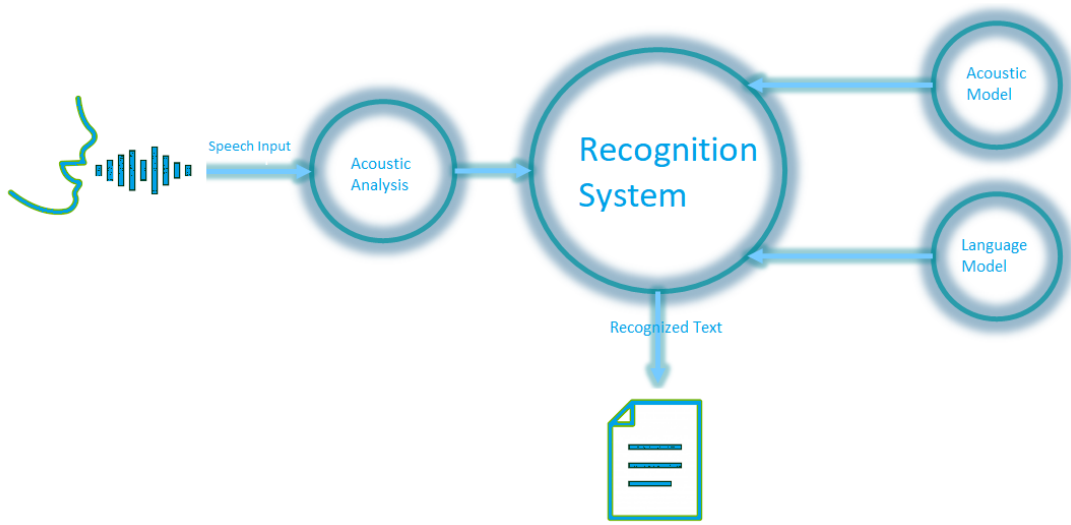 Speech Input
Acoustic
Analysis
Recognition
System
Acoustic
Model
Language
Model
Recognized Text